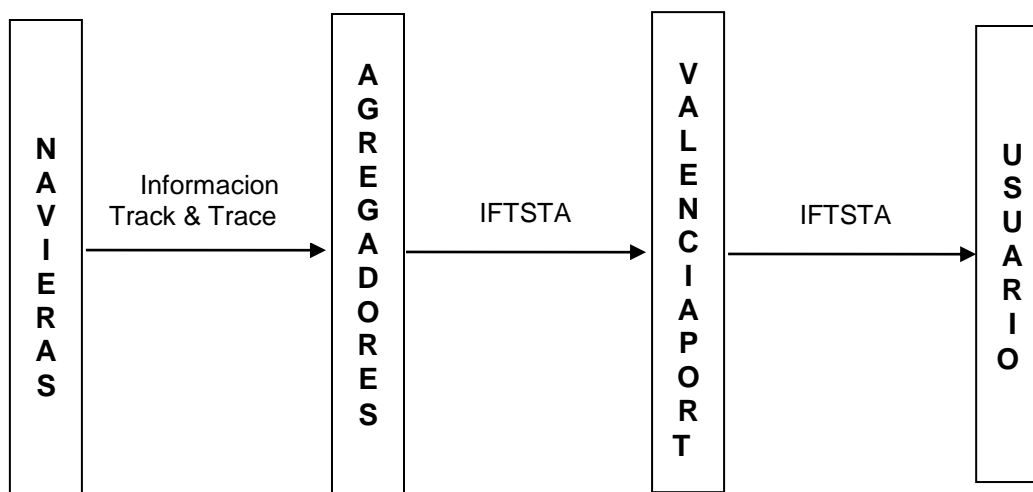 NAVIERAS
Informacion
Track & Trace
AGREGADORES
IFTSTA
VALENCIAPORT
IFTSTA
USUARIO